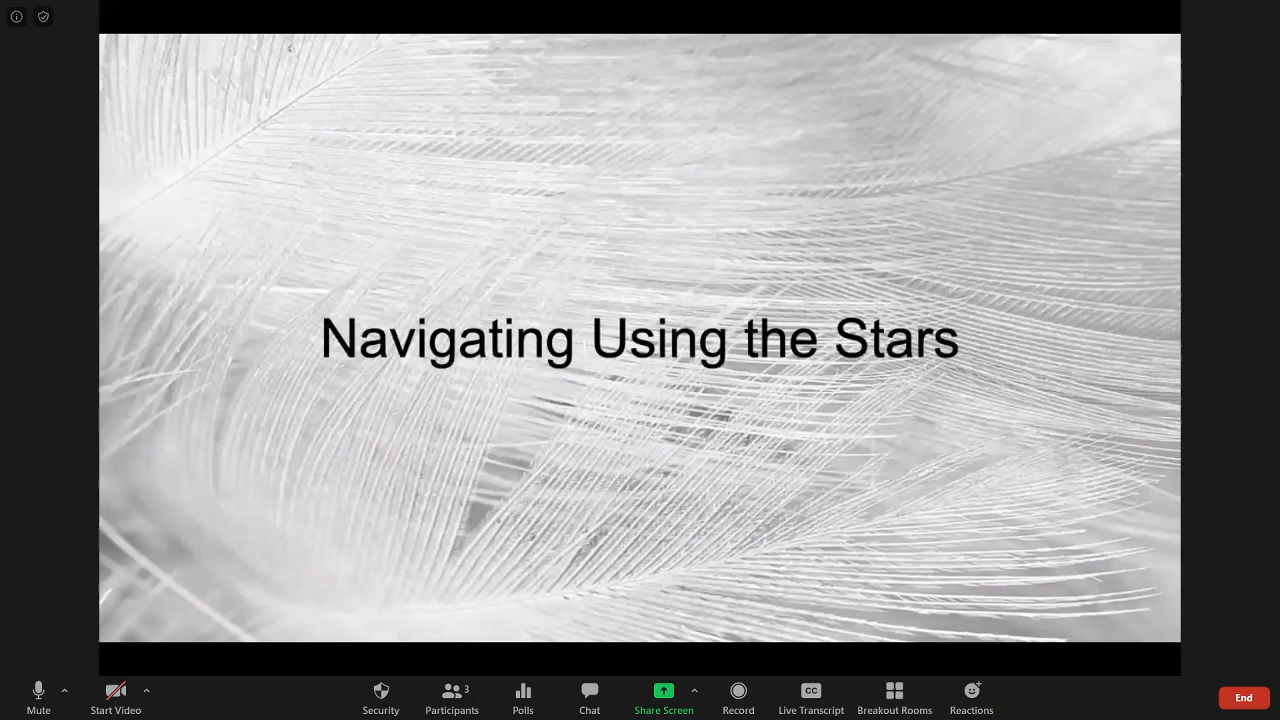 Navigating Using the Stars
Mute
Start Video
Security
Participants
3
Polls
Chat
Share Screen
Record
CC
Live Transcript
Breakout Rooms
Reactions
End